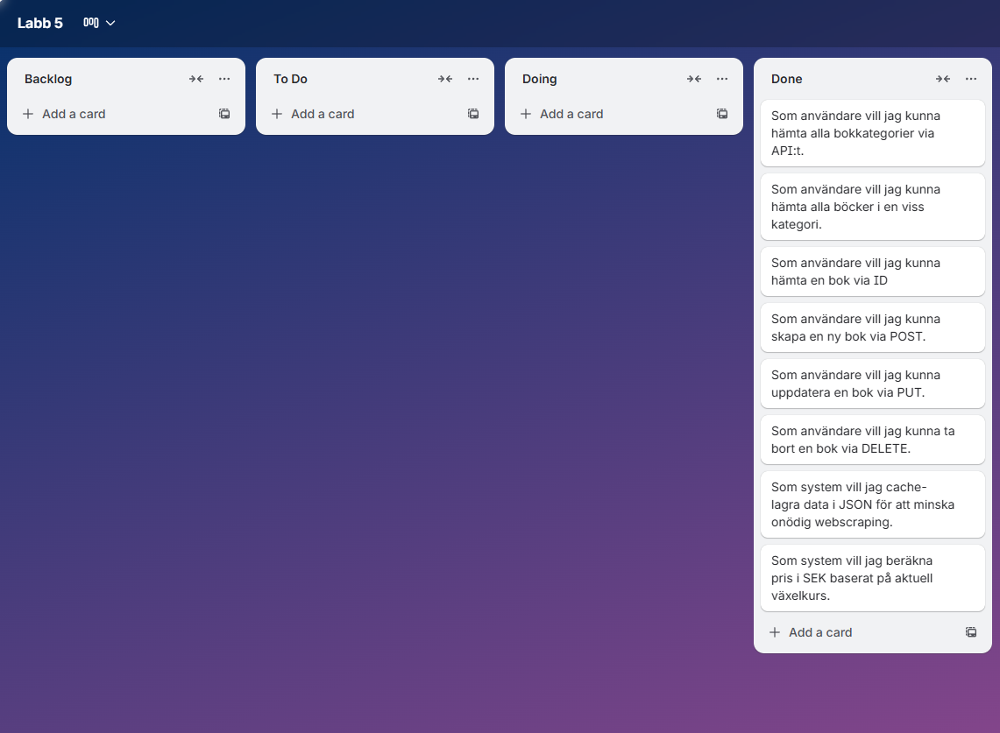 Labb 5
Backlog
Add a card
To Do
Add a card
Doing
Add a card
Done
Som användare vill jag kunna
hämta alla bokkategorier via
API:t.
Som användare vill jag kunna
hämta alla böcker i en viss
kategori.
Som användare vill jag kunna
hämta en bok via ID
Som användare vill jag kunna
skapa en ny bok via POST.
Som användare vill jag kunna
uppdatera en bok via PUT.
Som användare vill jag kunna ta
bort en bok via DELETE.
Som system vill jag cache-
lagra data i JSON för att minska
onödig webscraping.
Som system vill jag beräkna
pris i SEK baserat på aktuell
växelkurs.
Add a card